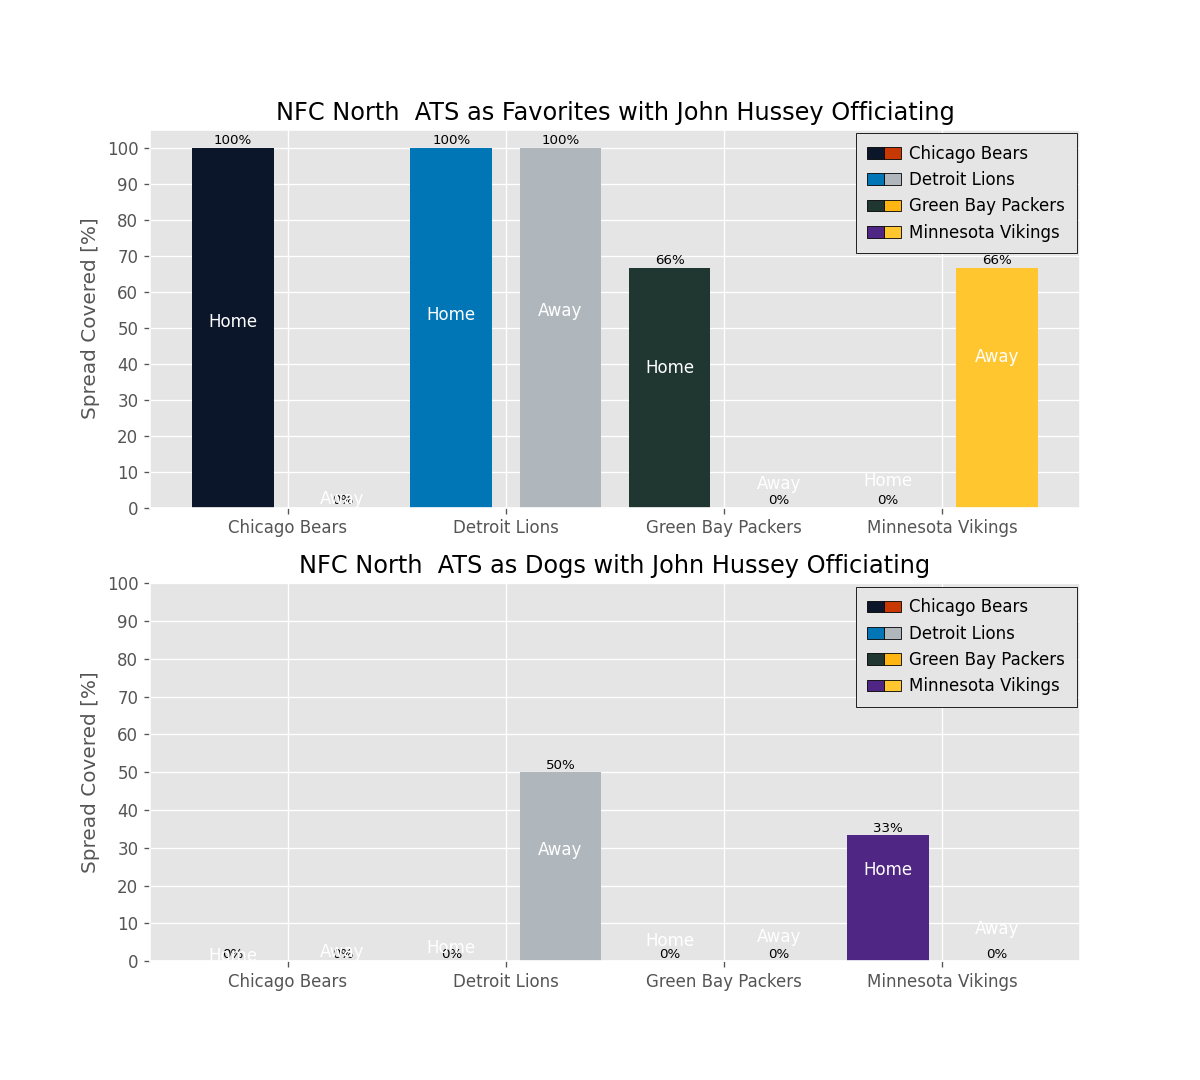 NFC North  ATS as Favorites with John Hussey Officiating
Spread Covered [%]
100
90
80
70
60
50
40
30
20
10
0
100%
100%
100%
66%
66%
Home
Home
Away
Home
Away
Away
0%
Away
0%
Home
0%
Chicago Bears
Detroit Lions
Green Bay Packers
Minnesota Vikings
Chicago Bears
Detroit Lions
Green Bay Packers
Minnesota Vikings
NFC North  ATS as Dogs with John Hussey Officiating
Spread Covered [%]
100
90
80
70
60
50
40
30
20
10
0
Chicago Bears
Detroit Lions
Green Bay Packers
Minnesota Vikings
50%
33%
Away
Home
Home
0%
Away
0%
Home
0%
Home
0%
Away
0%
Away
0%
Chicago Bears
Detroit Lions
Green Bay Packers
Minnesota Vikings